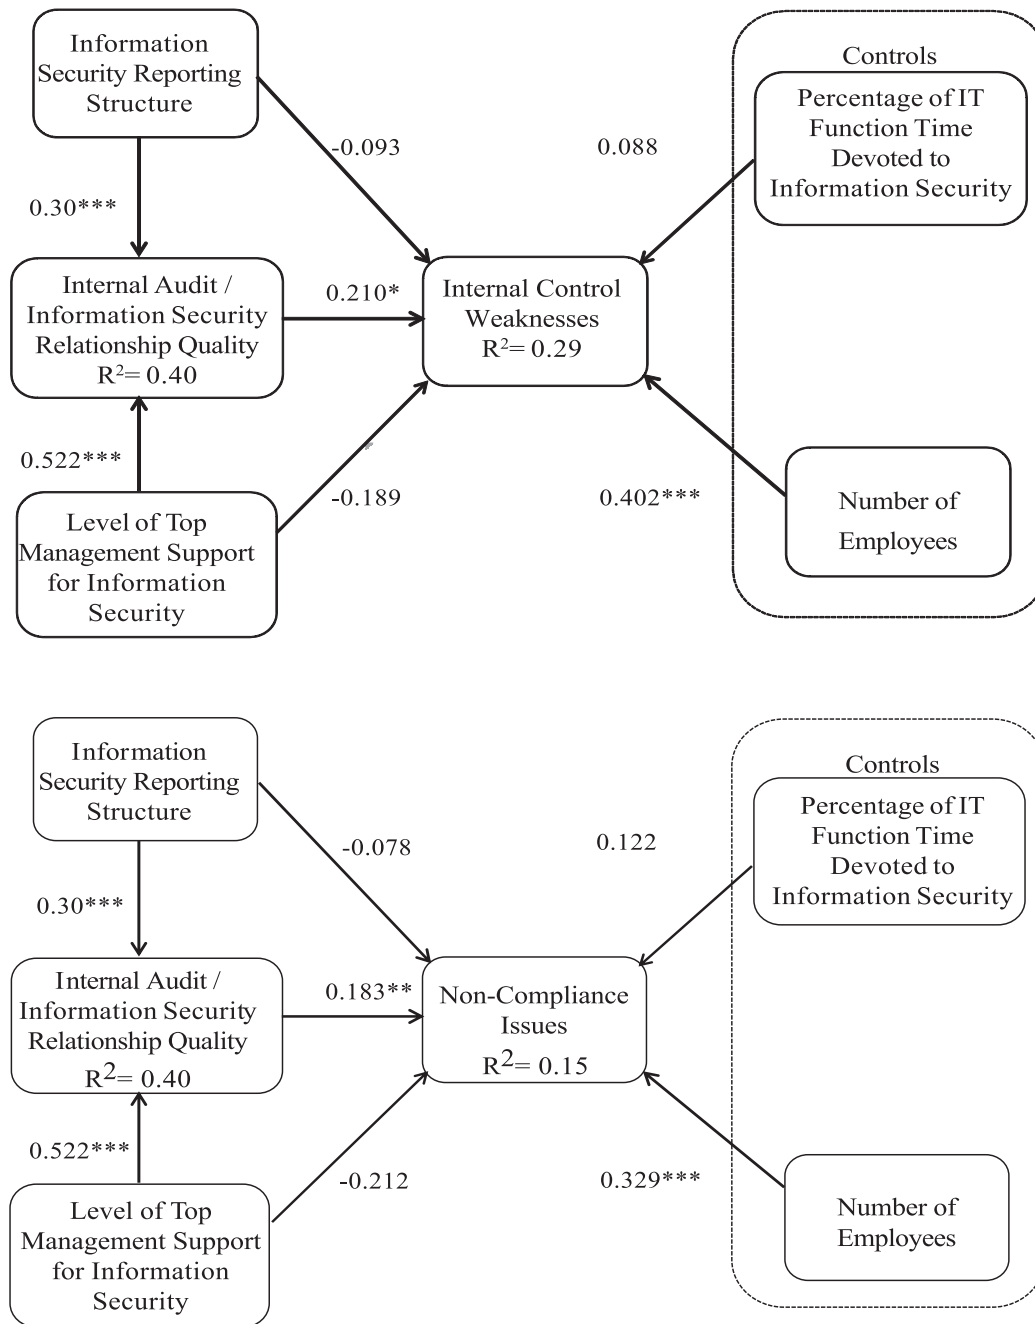 Information
Security Reporting
Structure
Controls
Percentage of IT
Function Time
Devoted to
Information Security
-0.093
0.088
0.30***
Internal Audit /
Information Security
Relationship Quality
R²= 0.40
0.210*
Internal Control
Weaknesses
R²= 0.29
0.522***
-0.189
0.402***
Level of Top
Management Support
for Information
Security
Number of
Employees
Information
Security Reporting
Structure
Controls
Percentage of IT
Function Time
Devoted to
Information Security
-0.078
0.122
0.30***
Internal Audit /
Information Security
Relationship Quality
R²= 0.40
0.183**
Non-Compliance
Issues
R²= 0.15
0.522***
-0.212
0.329***
Level of Top
Management Support
for Information
Security
Number of
Employees